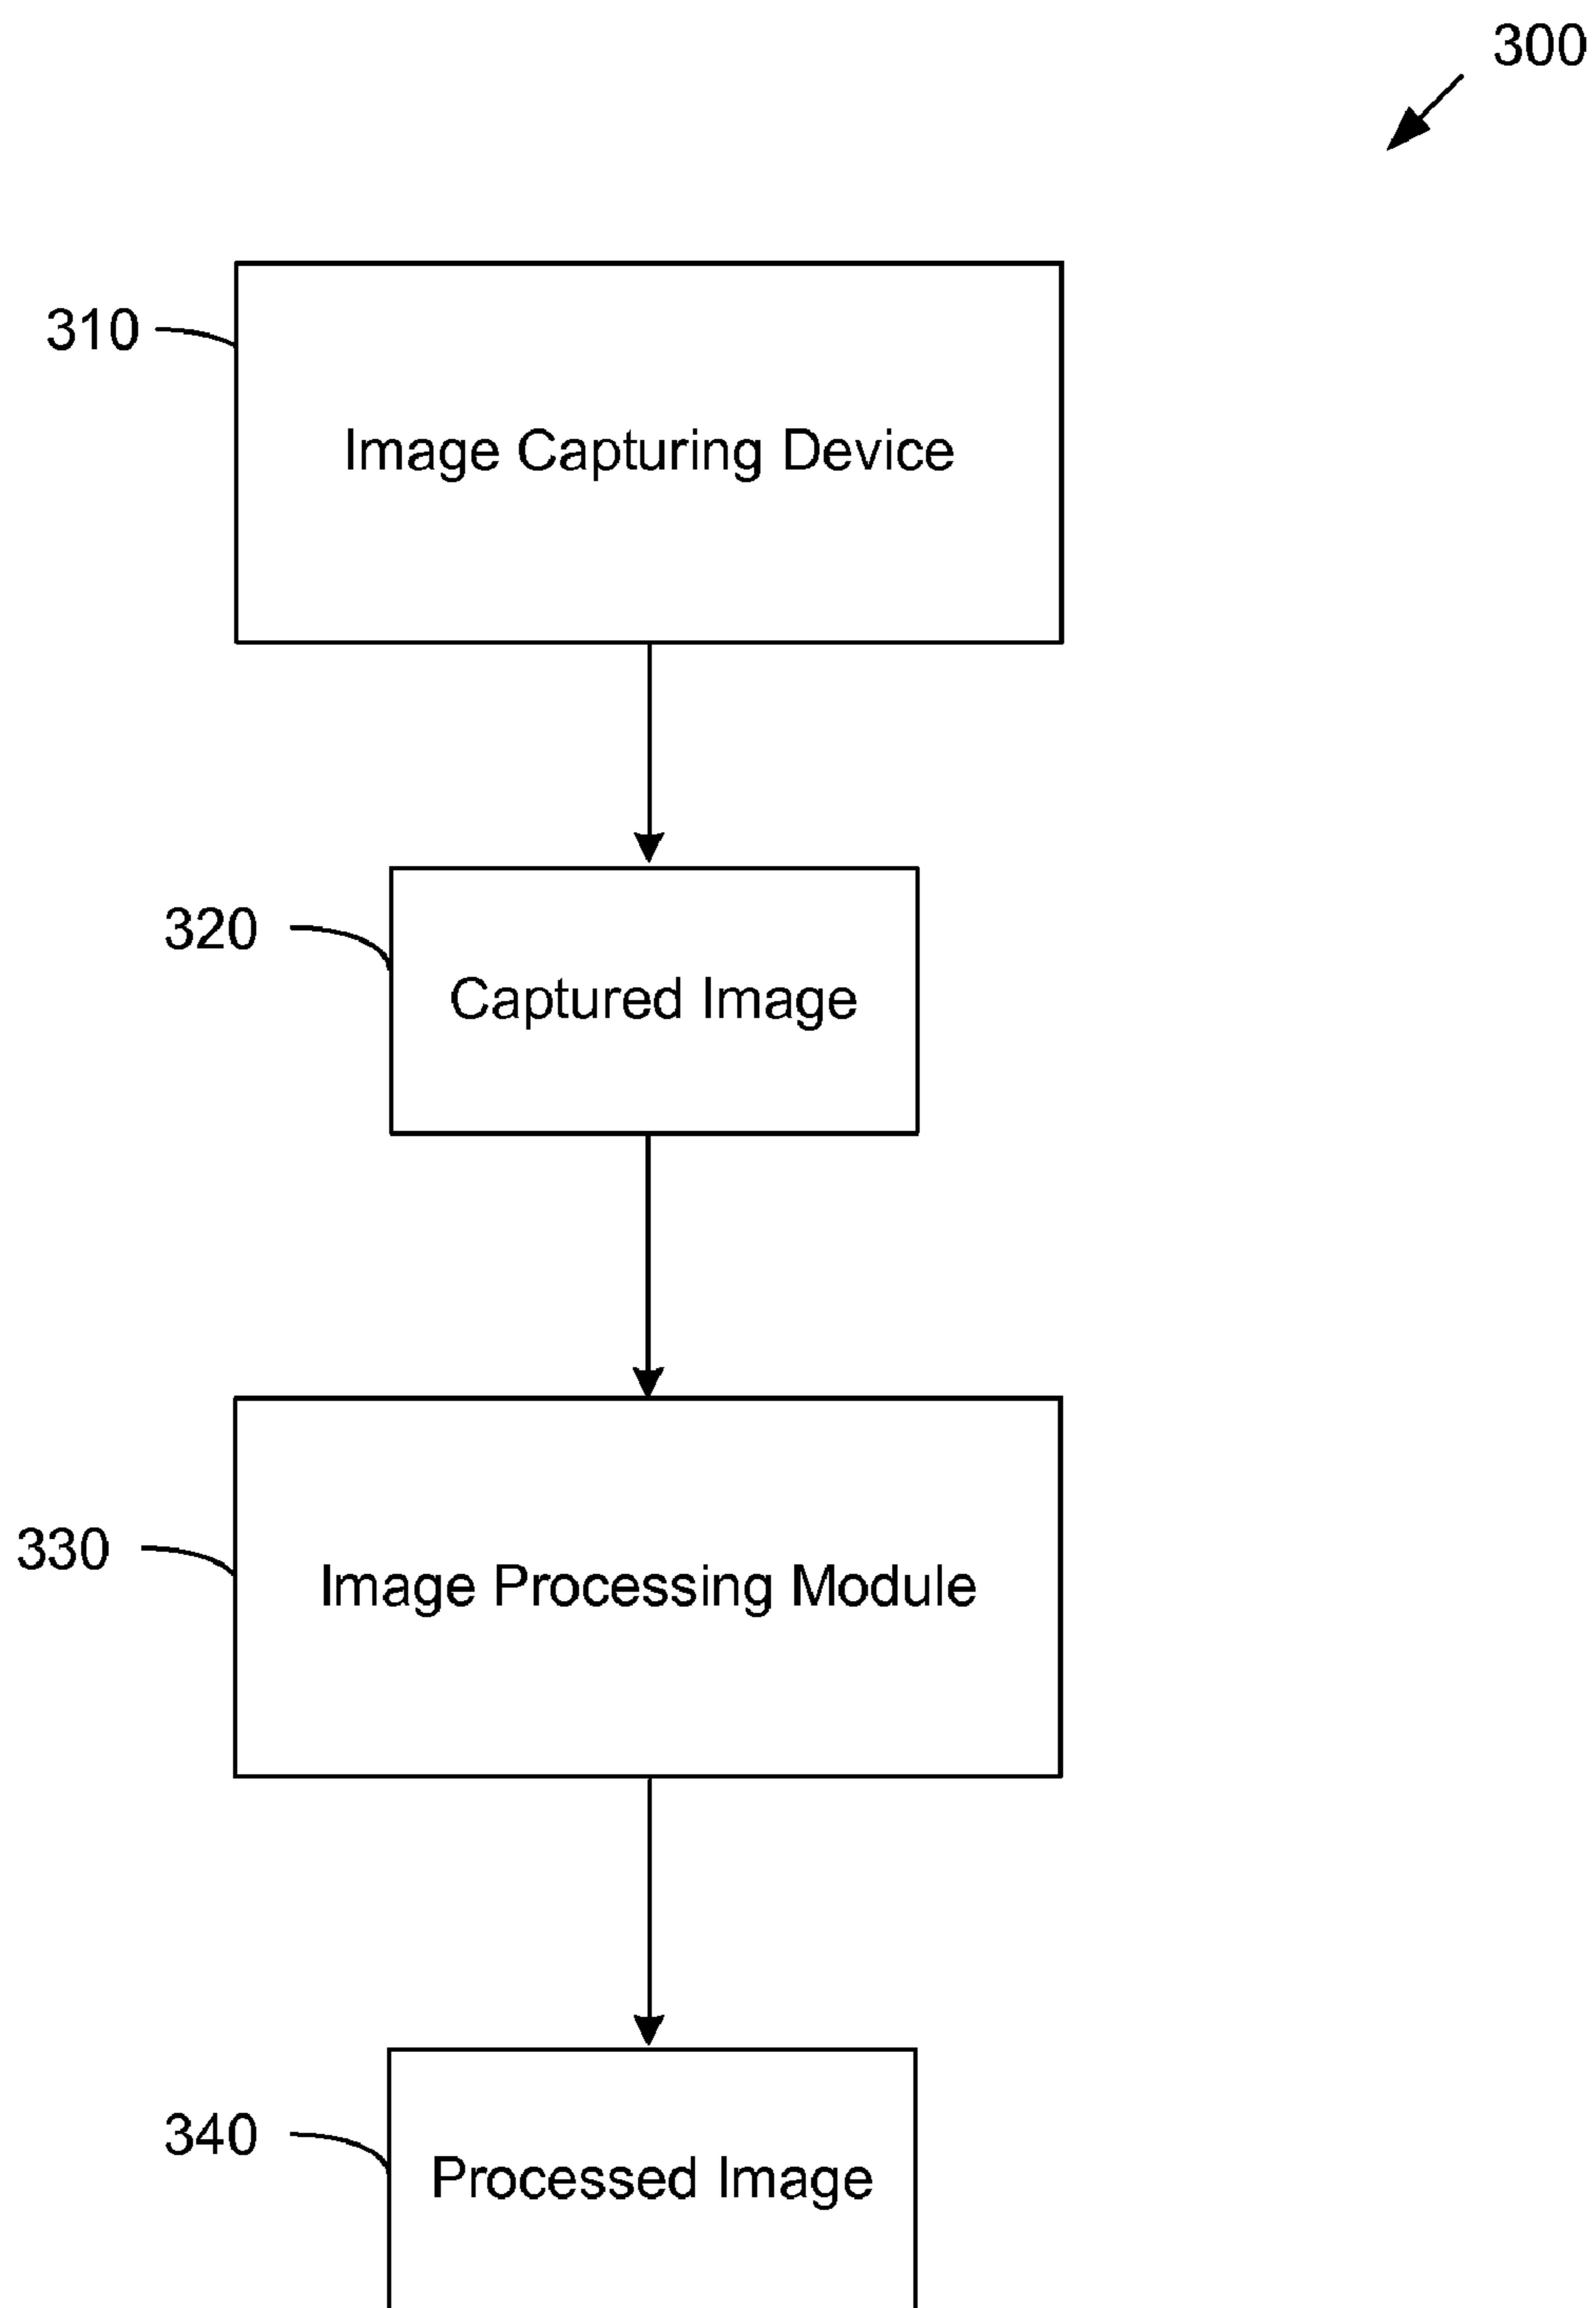 300
310
Image Capturing Device
320
Captured Image
330
Image Processing Module
340
Processed Image